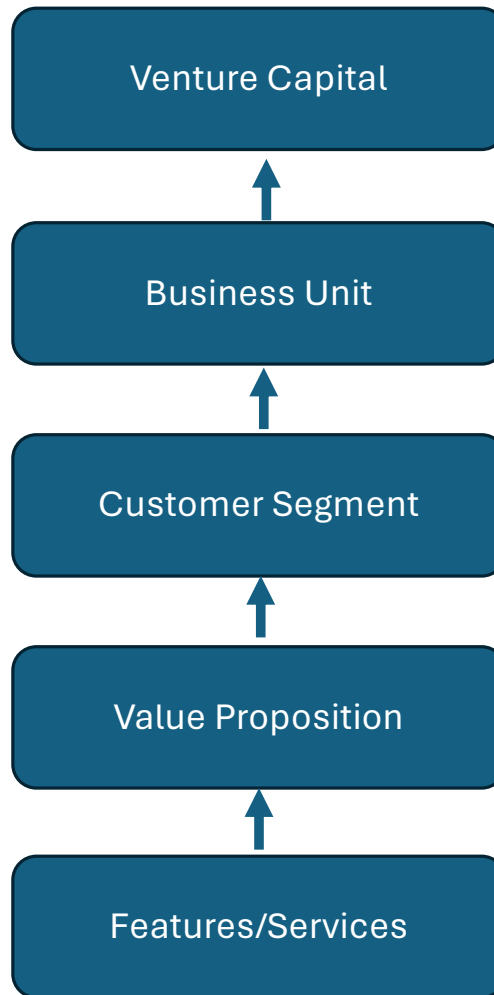 Venture Capital
Business Unit
Customer Segment
Value Proposition
Features/Services